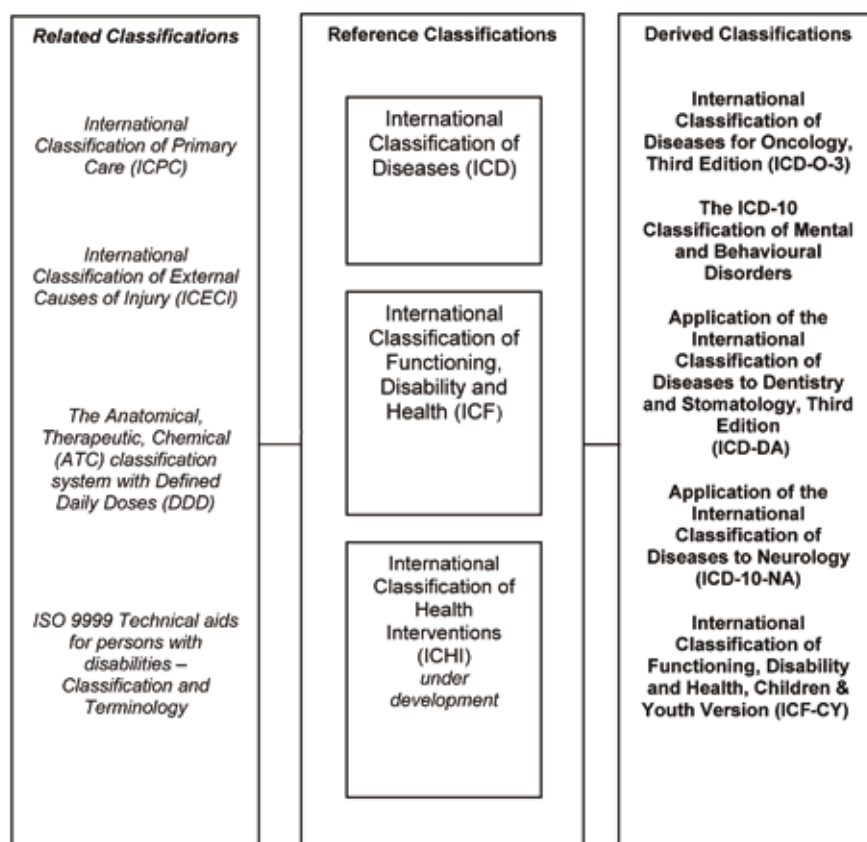 Related Classifications
International
Classification of Primary
Care (ICPC)
International
Classification of External
Causes of Injury (ICECI)
The Anatomical,
Therapeutic, Chemical
(ATC) classification
system with Defined
Daily Doses (DDD)
ISO 9999 Technical aids
for persons with
disabilities –
Classification and
Terminology
Reference Classifications
International
Classification of
Diseases (ICD)
International
Classification of
Functioning,
Disability and
Health (ICF)
International
Classification of
Health
Interventions
(ICHI)
under
development
Derived Classifications
International
Classification of
Diseases for Oncology,
Third Edition (ICD-O-3)
The ICD-10
Classification of Mental
and Behavioural
Disorders
Application of the
International
Classification of
Diseases to Dentistry
and Stomatology, Third
Edition
(ICD-DA)
Application of the
International
Classification of
Diseases to Neurology
(ICD-10-NA)
International
Classification of
Functioning, Disability
and Health, Children &
Youth Version (ICF-CY)